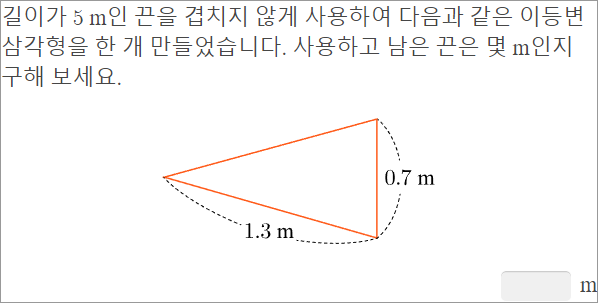 길이가 5 m인 끈을 겹치지 않게 사용하여 다음과 같은 이등변
삼각형을 한 개 만들었습니다. 사용하고 남은 끈은 몇 m인지
구해 보세요.
0.7 m
1.3 m
m